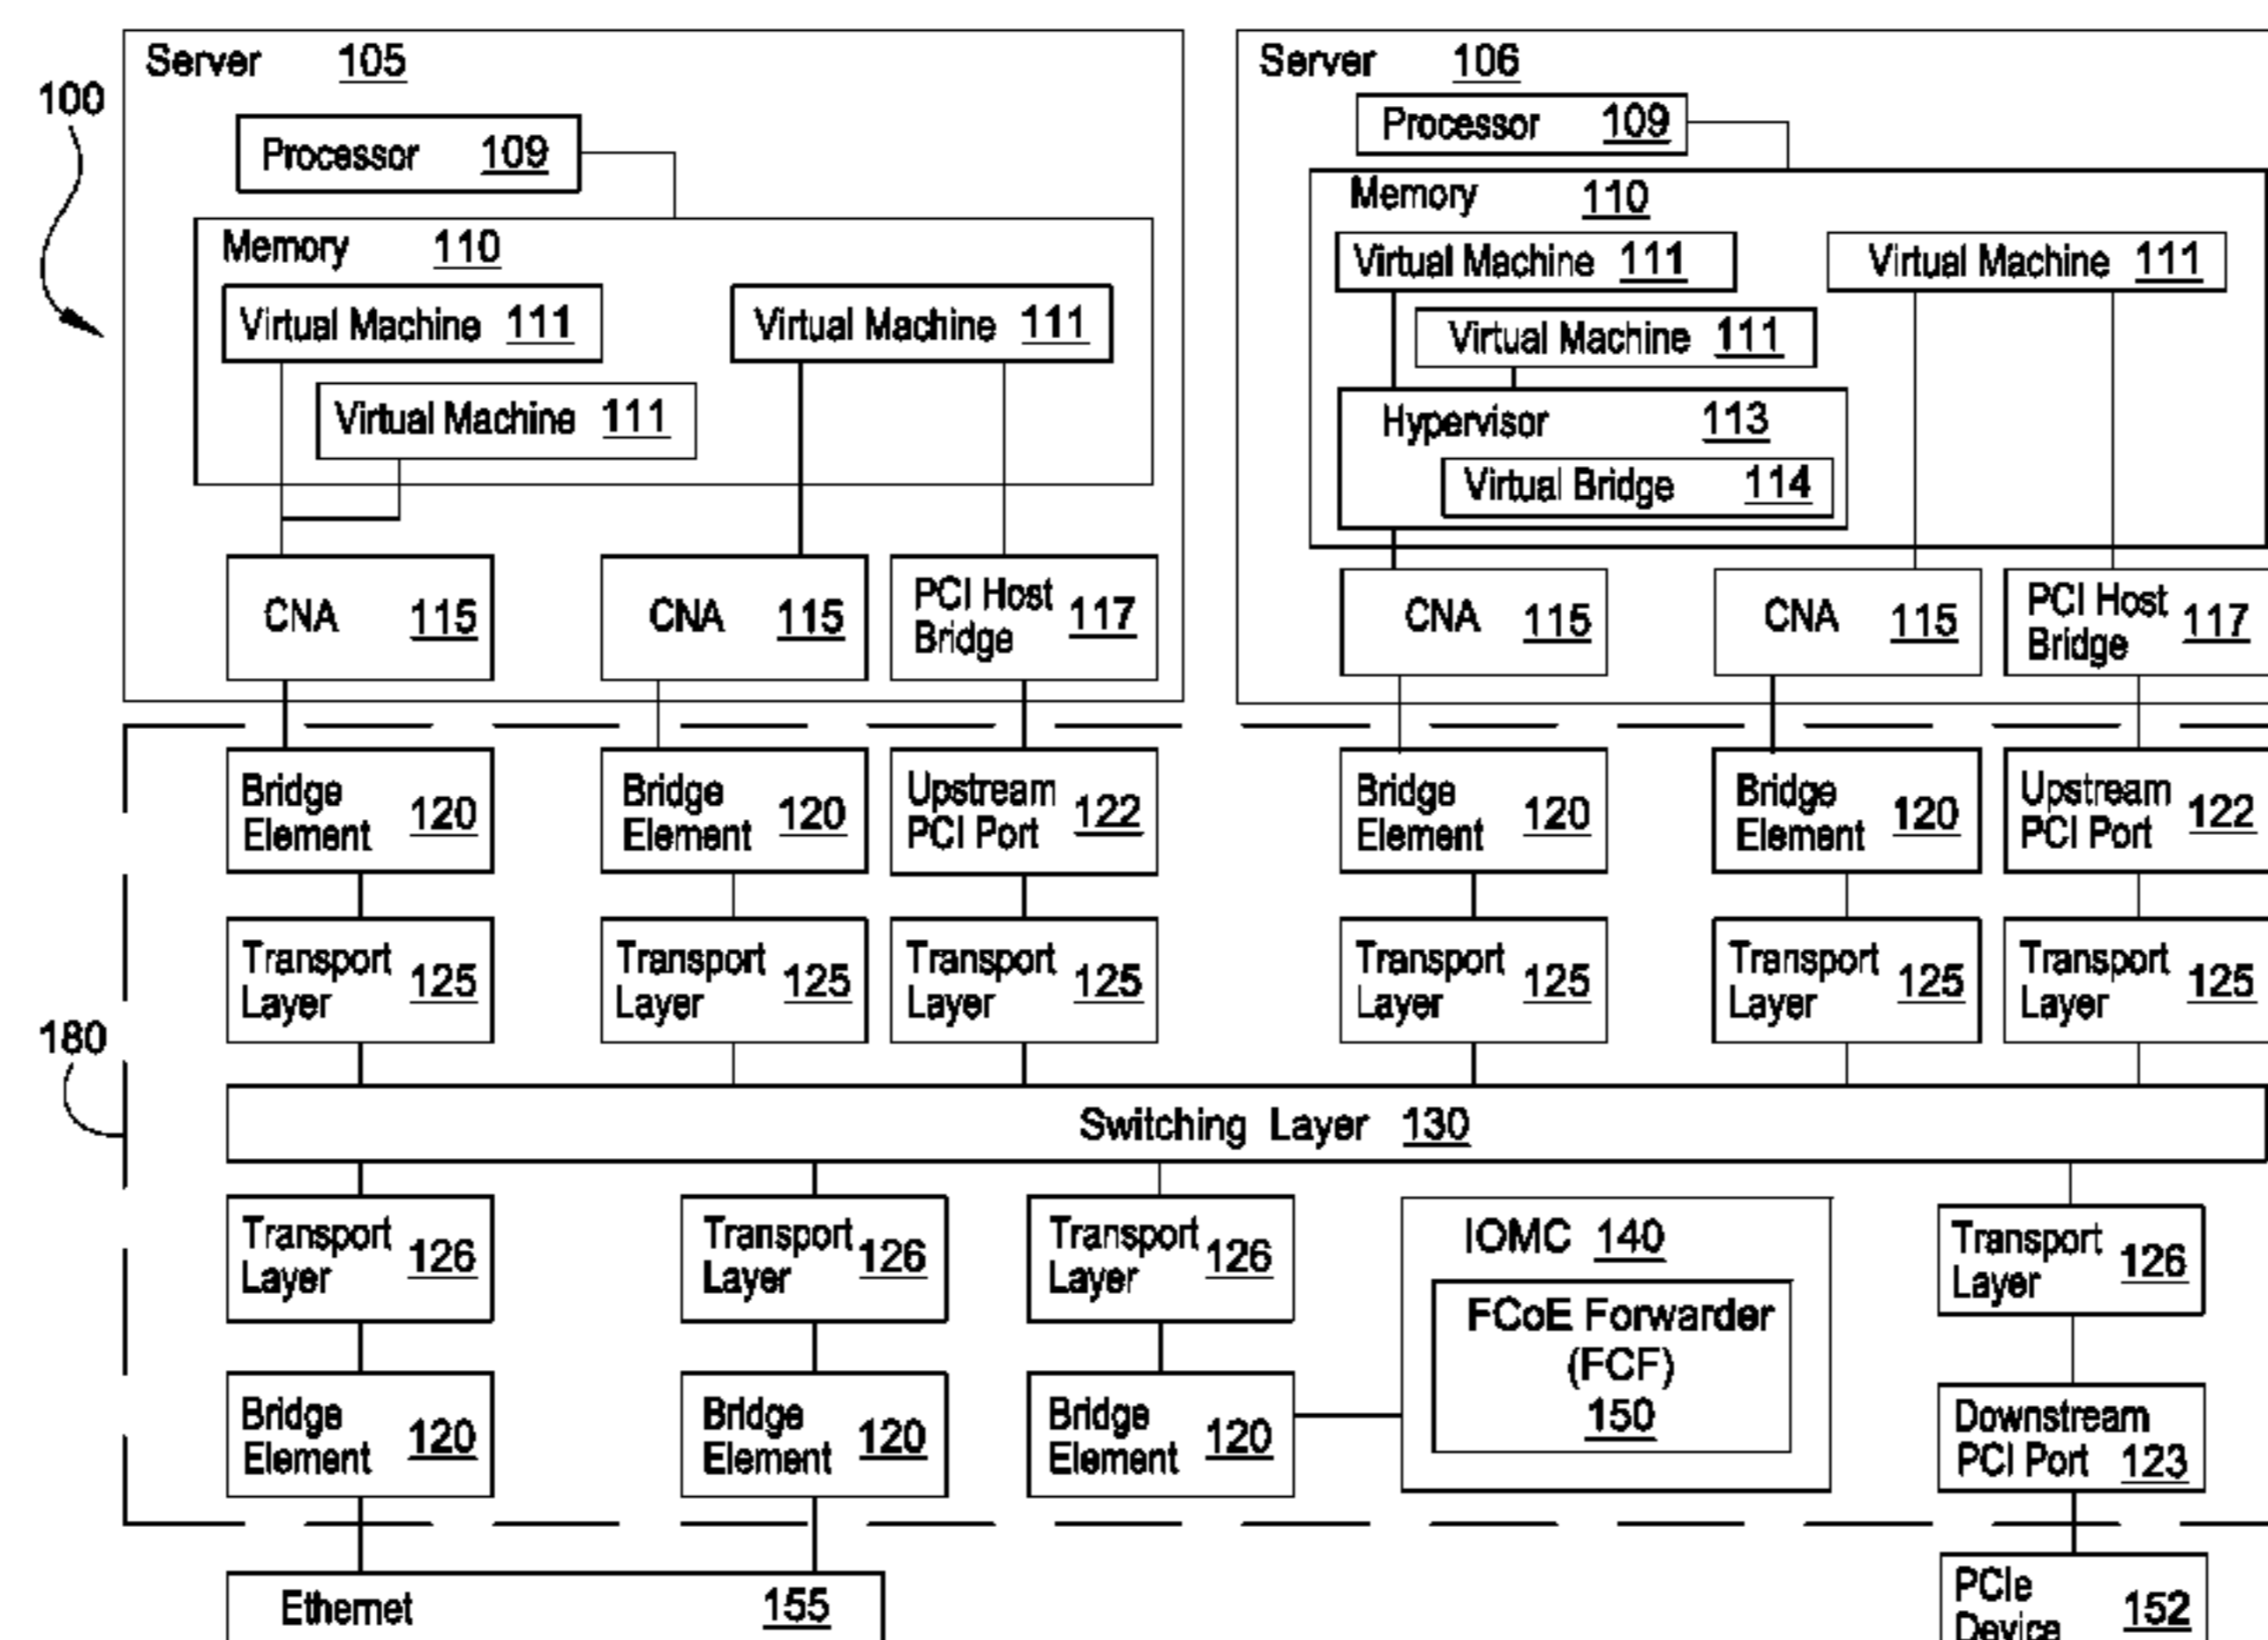 100
Server 105
Processor 109
Memory 110
Virtual Machine 111
Virtual Machine 111
Virtual Machine 111
CNA 115
CNA 115
PCI Host
Bridge 117
Server 106
Processor 109
Memory 110
Virtual Machine 111
Virtual Machine 111
Virtual Machine 111
Hypervisor 113
Virtual Bridge 114
CNA 115
CNA 115
PCI Host
Bridge 117
180
Bridge
Element 120
Bridge
Element 120
Upstream
PCI Port 122
Bridge
Element 120
Bridge
Element 120
Upstream
PCI Port 122
Transport
Layer 125
Transport
Layer 125
Transport
Layer 125
Transport
Layer 125
Transport
Layer 125
Transport
Layer 125
Switching Layer 130
Transport
Layer 126
Transport
Layer 126
Transport
Layer 126
IOMC 140
FCoE Forwarder
(FCF)
150
Transport
Layer 126
Bridge
Element 120
Bridge
Element 120
Bridge
Element 120
Downstream
PCI Port 123
Ethernet 155
PCIe
Device 152